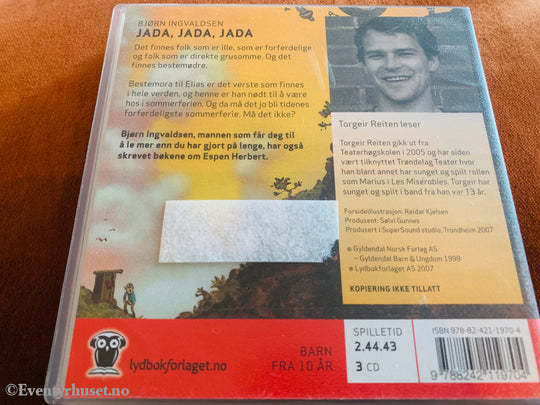 BJØRN INGVALDSEN
JADA, JADA, JADA
Det finnes folk som er ille, som er forferdelige
og folk som er direkte grusomme. Og det
finnes bestemødre.
Bestemora til Elias er det verste som finnes
i hele verden, og henne er han nødt til å være
hos i sommerferien. Og da må det jo bli tidenes
forferdeligste sommerferie. Må det ikke?
Bjørn Ingvaldsen, mannen som får deg til
å le mer enn du har gjort på lenge, har også
skrevet bøkene om Espen Herbert.
Torgeir Reiten leser
Torgeir Reiten gikk ut fra
Teaterhøgskolen i 2005 og har siden
vært tilknyttet Trøndelag Teater hvor
han blant annet har sunget og spilt rollen
som Marius i Les Misérables. Torgeir har
sunget og spilt i band fra han var 13 år.
Forsideillustrasjon: Reidar Kjelsen
Produsent: Sølvi Gunnes
Produsert i SuperSound studio, Trondheim 2007
© Gyldendal Norsk Forlag AS
– Gyldendal Barn & Ungdom 1999
Lydbokforlaget AS 2007
KOPIERING IKKE TILLATT
lydbokforlaget.no
BARN
FRA 10 ÅR
SPILLETID
2.44.43
3 CD
ISBN 978-82-421-1970-4
9 788242 119704
©Eventyrhuset.no